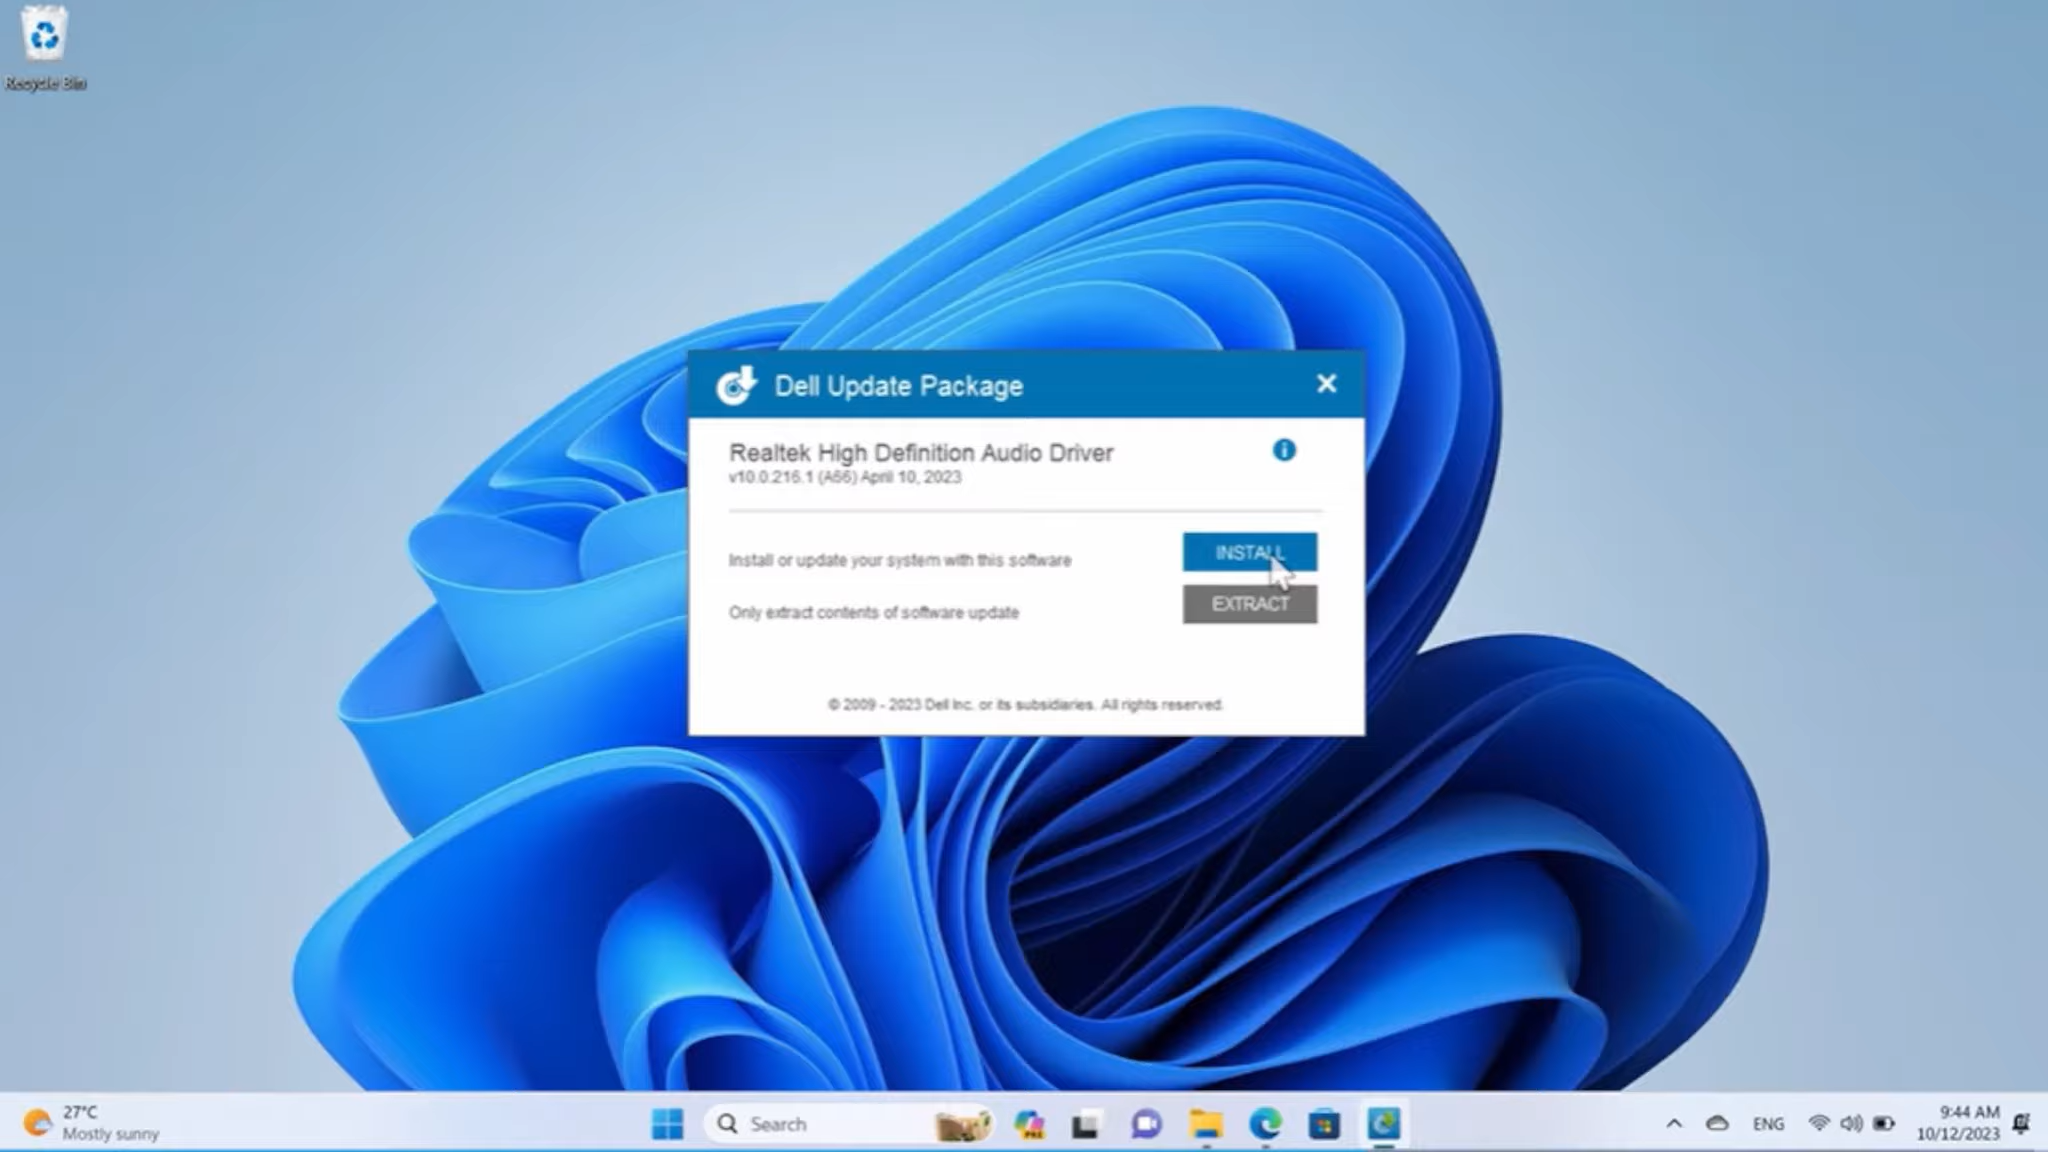 Recycle Bin
Dell Update Package
Realtek High Definition Audio Driver
v10.0.216.1 (A56) April 10, 2023
Install or update your system with this software
INSTALL
Only extract contents of software update
EXTRACT
© 2009 - 2023 Dell Inc. or its subsidiaries. All rights reserved.
27°C
Mostly sunny
Search
ENG
9:44 AM
10/12/2023